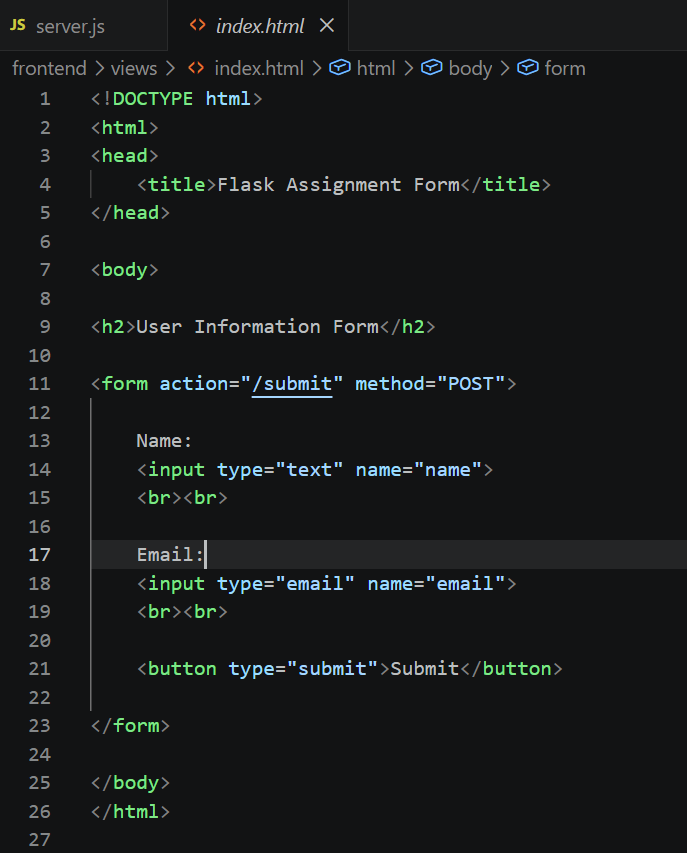 JS server.js <> index.html ×
frontend > views > <> index.html > html > body > form
1 <!DOCTYPE html>
2 <html>
3 <head>
4     <title>Flask Assignment Form</title>
5 </head>
6
7 <body>
8
9 <h2>User Information Form</h2>
10
11 <form action="/submit" method="POST">
12
13     Name:
14     <input type="text" name="name">
15     <br><br>
16
17     Email:
18     <input type="email" name="email">
19     <br><br>
20
21     <button type="submit">Submit</button>
22
23 </form>
24
25 </body>
26 </html>
27